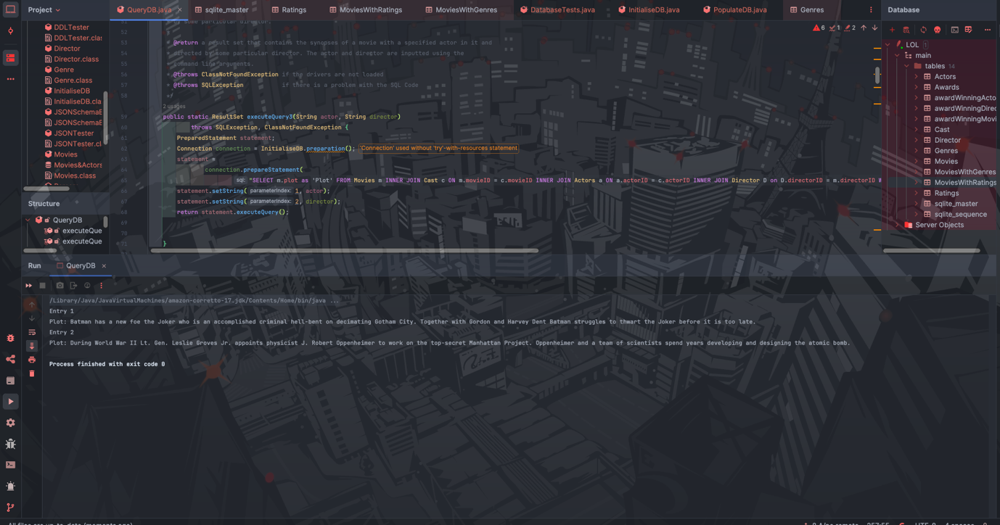 Project
QueryDB.java
sqlite_master
Ratings
MoviesWithRatings
MoviesWithGenres
DatabaseTests.java
InitialiseDB.java
PopulateDB.java
Genres
Database
DDLTester
DDLTester.clas
Director
Director.class
Genre
Genre.class
InitialiseDB
InitialiseDB.cla
JSONSchemaE
JSONSchemaE
JSONTester
JSONTester.cl
Movies
Movies&Actors
Movies.class
Structure
QueryDB
executeQue
executeQue
6 1 2
51 by some particular director.
52
53 * @return a result set that contains the synopses of a movie with a specified actor in it and
54 * directed by some particular director. The actor and director are inputted using the
55 * command line arguments.
56 * @throws ClassNotFoundException if the drivers are not loaded
57 * @throws SQLException if there is a problem with the SQL Code
58 */
2 usages
59 public static ResultSet executeQuery3(String actor, String director)
60 throws SQLException, ClassNotFoundException {
61 PreparedStatement statement;
62 Connection connection = InitialiseDB.preparation(); 'Connection' used without 'try'-with-resources statement
63 statement =
64 connection.prepareStatement(
65 sql: "SELECT m.plot as 'Plot' FROM Movies m INNER JOIN Cast c ON m.movieID = c.movieID INNER JOIN Actors a ON a.actorID = c.actorID INNER JOIN Director D on D.directorID = m.directorID W
66 statement.setString( parameterIndex: 1, actor);
67 statement.setString( parameterIndex: 2, director);
68 return statement.executeQuery();
69
70
71 }
LOL 1
main
tables 14
Actors
Awards
awardWinningActo
awardWinningDirec
awardWinningMovi
Cast
Director
Genres
Movies
MoviesWithGenres
MoviesWithRatings
Ratings
sqlite_master
sqlite_sequence
Server Objects
Run
QueryDB
/Library/Java/JavaVirtualMachines/amazon-corretto-17.jdk/Contents/Home/bin/java ...
Entry 1
Plot: Batman has a new foe the Joker who is an accomplished criminal hell-bent on decimating Gotham City. Together with Gordon and Harvey Dent Batman struggles to thwart the Joker before it is too late.
Entry 2
Plot: During World War II Lt. Gen. Leslie Groves Jr. appoints physicist J. Robert Oppenheimer to work on the top-secret Manhattan Project. Oppenheimer and a team of scientists spend years developing and designing the atomic bomb.
Process finished with exit code 0